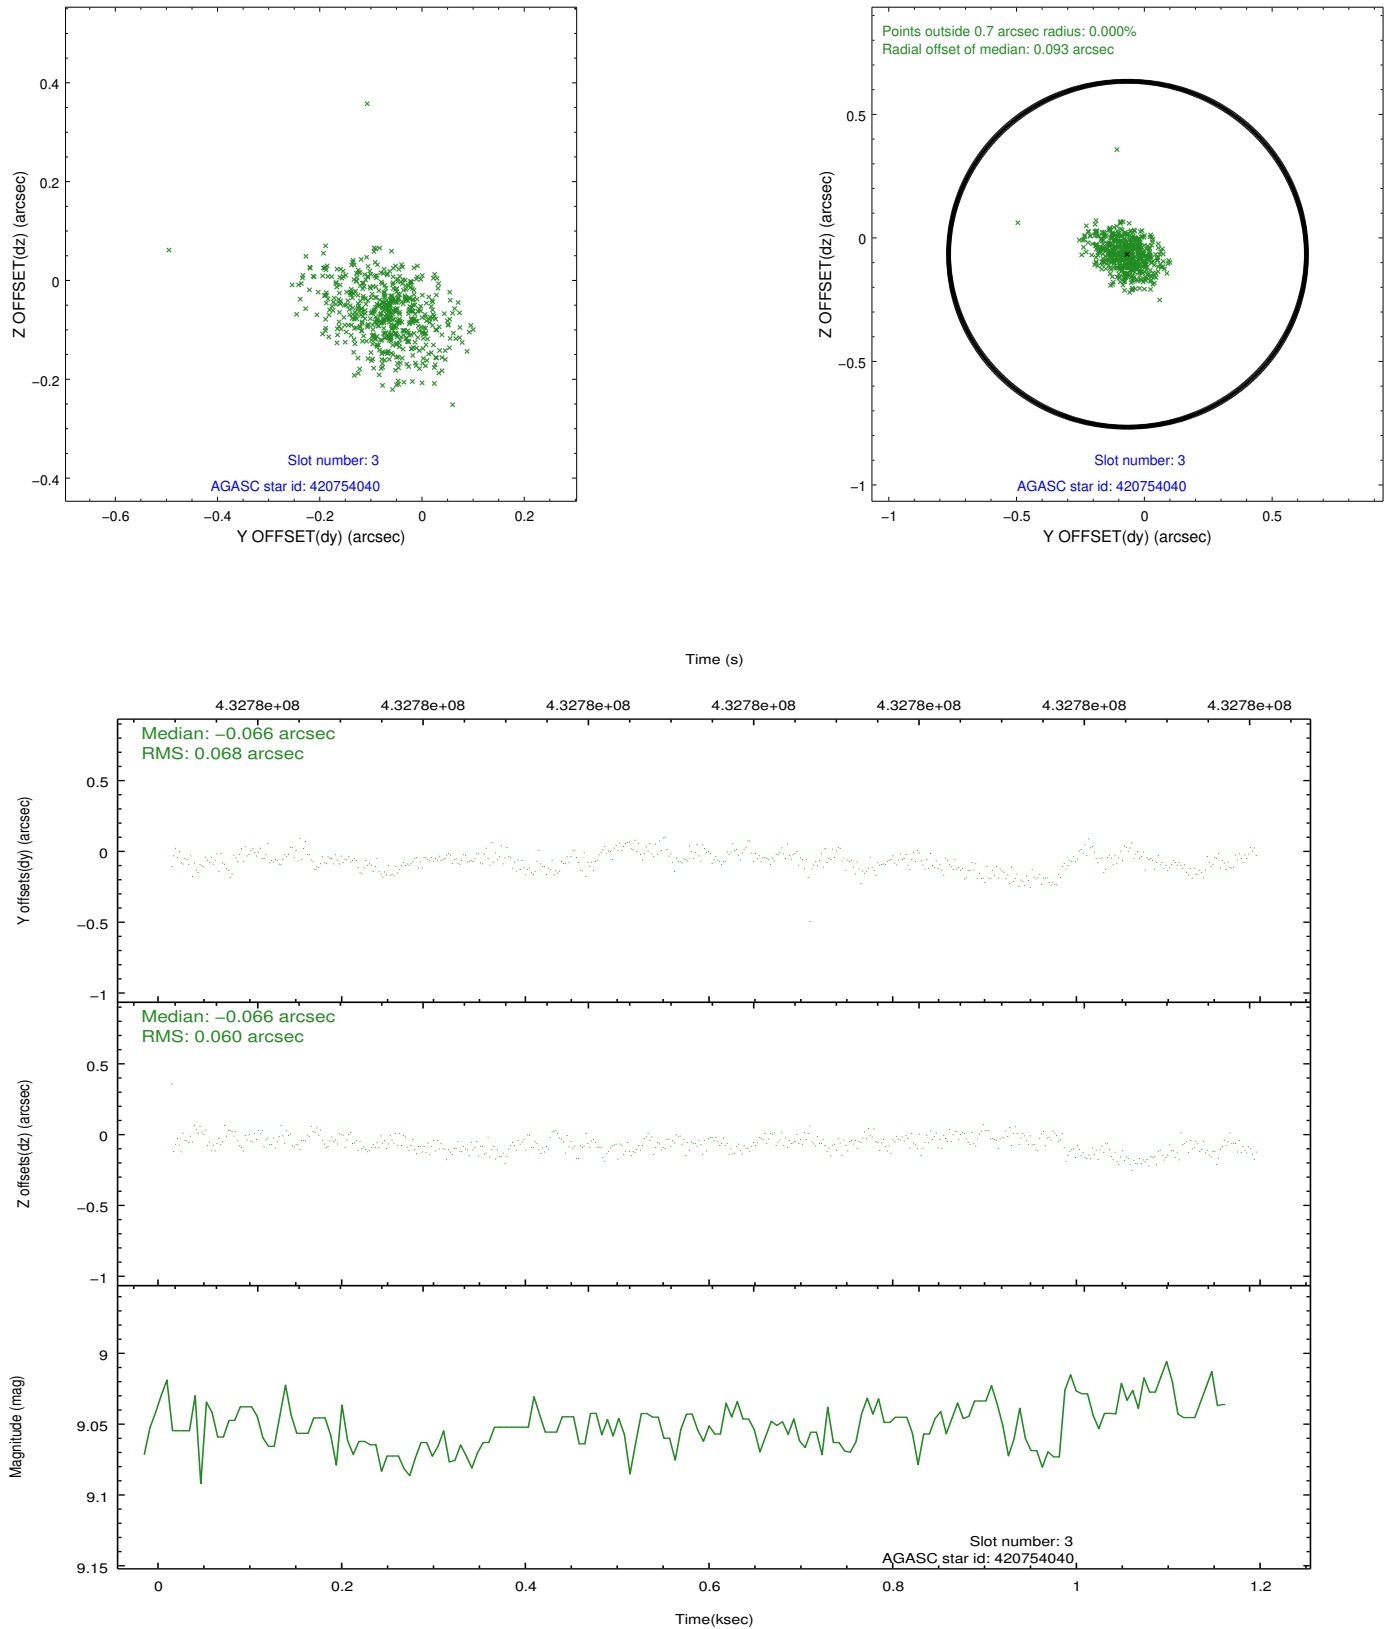 0.4
0.2
0
−0.2
−0.4
Z OFFSET(dz) (arcsec)
Slot number: 3
AGASC star id: 420754040
−0.6
−0.4
−0.2
0
0.2
Y OFFSET(dy) (arcsec)
Points outside 0.7 arcsec radius: 0.000%
Radial offset of median: 0.093 arcsec
0.5
0
−0.5
−1
Z OFFSET(dz) (arcsec)
Slot number: 3
AGASC star id: 420754040
−1
−0.5
0
0.5
Y OFFSET(dy) (arcsec)
Time (s)
4.3278e+08
4.3278e+08
4.3278e+08
4.3278e+08
4.3278e+08
4.3278e+08
4.3278e+08
Median: −0.066 arcsec
RMS: 0.068 arcsec
0.5
0
−0.5
−1
Y offsets(dy) (arcsec)
Median: −0.066 arcsec
RMS: 0.060 arcsec
0.5
0
−0.5
−1
Z offsets(dz) (arcsec)
9
9.05
9.1
9.15
Magnitude (mag)
Slot number: 3
AGASC star id: 420754040
0
0.2
0.4
0.6
0.8
1
1.2
Time(ksec)